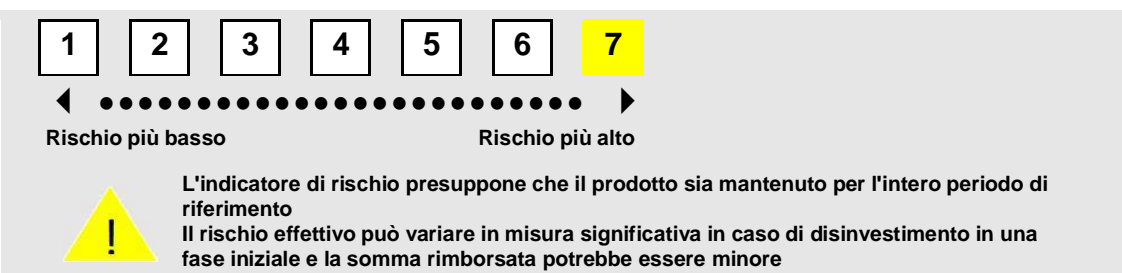 1 2 3 4 5 6 7
Rischio più basso Rischio più alto
L'indicatore di rischio presuppone che il prodotto sia mantenuto per l'intero periodo di
riferimento
Il rischio effettivo può variare in misura significativa in caso di disinvestimento in una
fase iniziale e la somma rimborsata potrebbe essere minore
!